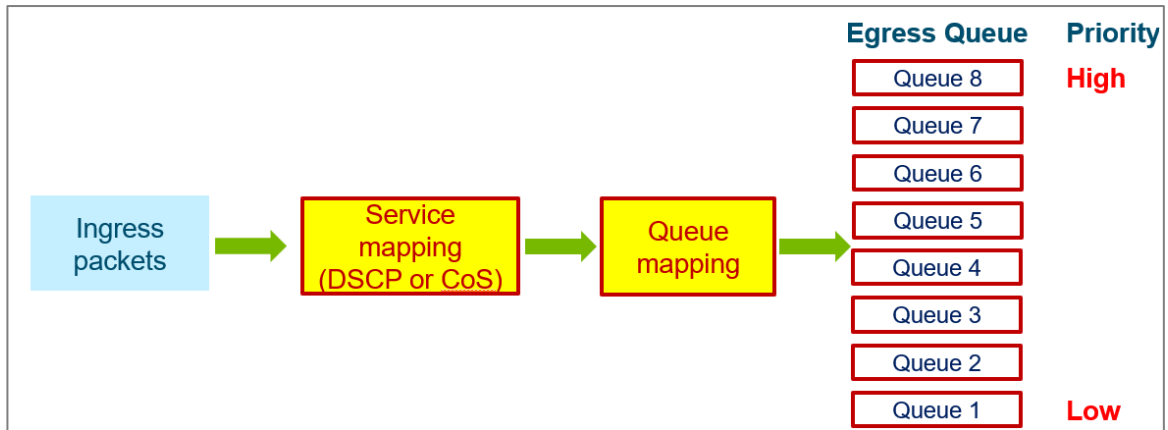 Egress Queue Priority
Queue 8 High
Queue 7
Queue 6
Ingress
packets
Service
mapping
(DSCP or CoS)
Queue
mapping
Queue 5
Queue 4
Queue 3
Queue 2
Queue 1 Low